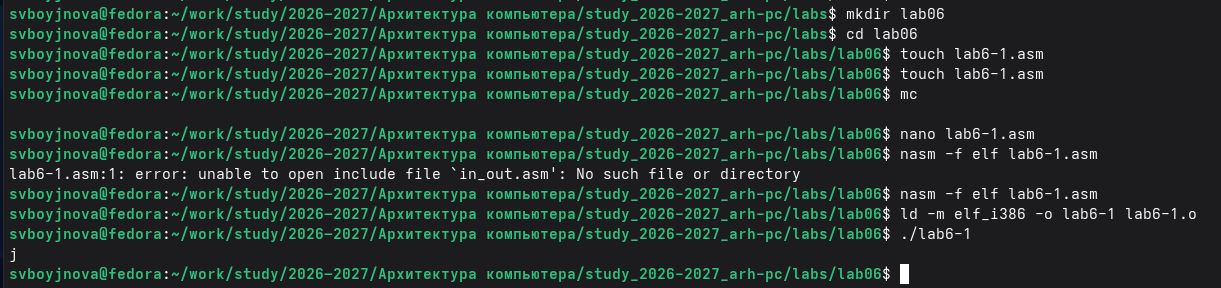 svboyjnova@fedora:~/work/study/2026-2027/Архитектура компьютера/study_2026-2027_arh-pc/labs$ mkdir lab06
svboyjnova@fedora:~/work/study/2026-2027/Архитектура компьютера/study_2026-2027_arh-pc/labs$ cd lab06
svboyjnova@fedora:~/work/study/2026-2027/Архитектура компьютера/study_2026-2027_arh-pc/labs/lab06$ touch lab6-1.asm
svboyjnova@fedora:~/work/study/2026-2027/Архитектура компьютера/study_2026-2027_arh-pc/labs/lab06$ touch lab6-1.asm
svboyjnova@fedora:~/work/study/2026-2027/Архитектура компьютера/study_2026-2027_arh-pc/labs/lab06$ mc
svboyjnova@fedora:~/work/study/2026-2027/Архитектура компьютера/study_2026-2027_arh-pc/labs/lab06$ nano lab6-1.asm
svboyjnova@fedora:~/work/study/2026-2027/Архитектура компьютера/study_2026-2027_arh-pc/labs/lab06$ nasm -f elf lab6-1.asm
lab6-1.asm:1: error: unable to open include file `in_out.asm': No such file or directory
svboyjnova@fedora:~/work/study/2026-2027/Архитектура компьютера/study_2026-2027_arh-pc/labs/lab06$ nasm -f elf lab6-1.asm
svboyjnova@fedora:~/work/study/2026-2027/Архитектура компьютера/study_2026-2027_arh-pc/labs/lab06$ ld -m elf_i386 -o lab6-1 lab6-1.o
svboyjnova@fedora:~/work/study/2026-2027/Архитектура компьютера/study_2026-2027_arh-pc/labs/lab06$ ./lab6-1
j
svboyjnova@fedora:~/work/study/2026-2027/Архитектура компьютера/study_2026-2027_arh-pc/labs/lab06$